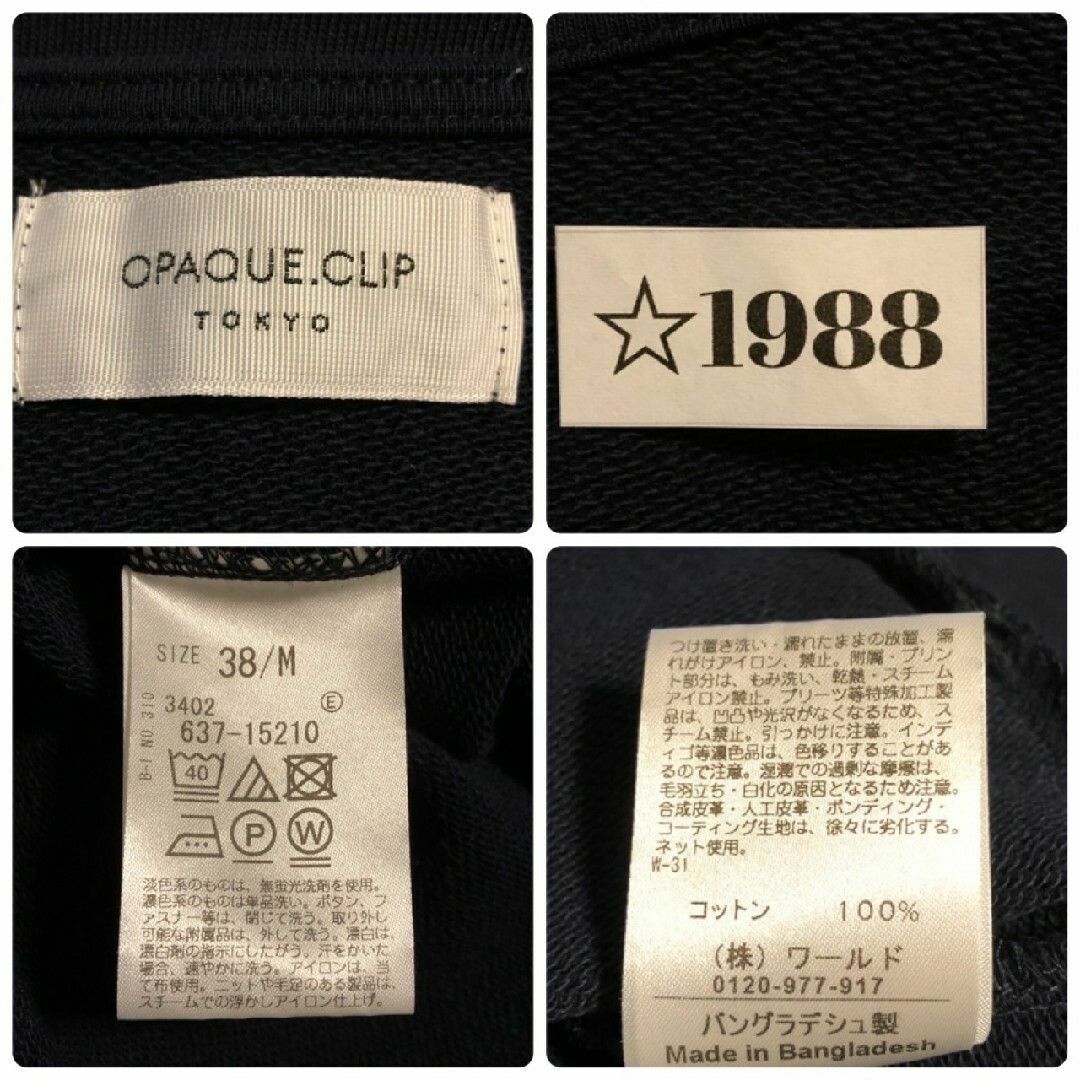 OPAQUE.CLIP
TOKYO
☆1988
SIZE 38/M
3402 Ⓔ
637-15210
B-I NO 310
40
P W
淡色系のものは、無蛍光洗剤を使用。
濃色系のものは単品洗い。ボタン、フ
ァスナー等は、閉じて洗う。取り外し
可能な附属品は、外して洗う。漂白は、
漂白剤の指示にしたがう。汗をかいた
場合、速やかに洗う。アイロンは、当
て布使用。ニットや毛足のある製品は、
スチームでの浮かしアイロン仕上げ。
つけ置き洗い・濡れたままの放置、濡
れがけアイロン、禁止。附属・プリン
ト部分は、もみ洗い、乾熱・スチーム
アイロン禁止。プリーツ等特殊加工製
品は、凹凸や光沢がなくなるため、ス
チーム禁止。引っかけに注意。インデ
ィゴ等濃色品は、色移りすることがあ
るので注意。湿潤での過剰な摩擦は、
毛羽立ち・白化の原因となるため注意。
合成皮革・人工皮革・ボンディング・
コーティング生地は、徐々に劣化する。
ネット使用。
W-31
コットン 100%
(株) ワールド
0120-977-917
バングラデシュ製
Made in Bangladesh